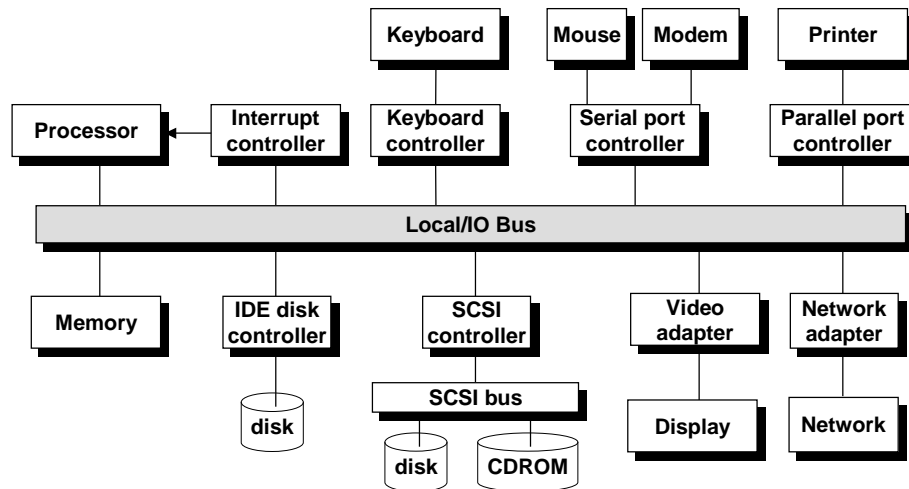 Keyboard
Mouse
Modem
Printer
Processor
Interrupt
controller
Keyboard
controller
Serial port
controller
Parallel port
controller
Local/IO Bus
Memory
IDE disk
controller
SCSI
controller
Video
adapter
Network
adapter
SCSI bus
disk
disk
CDROM
Display
Network